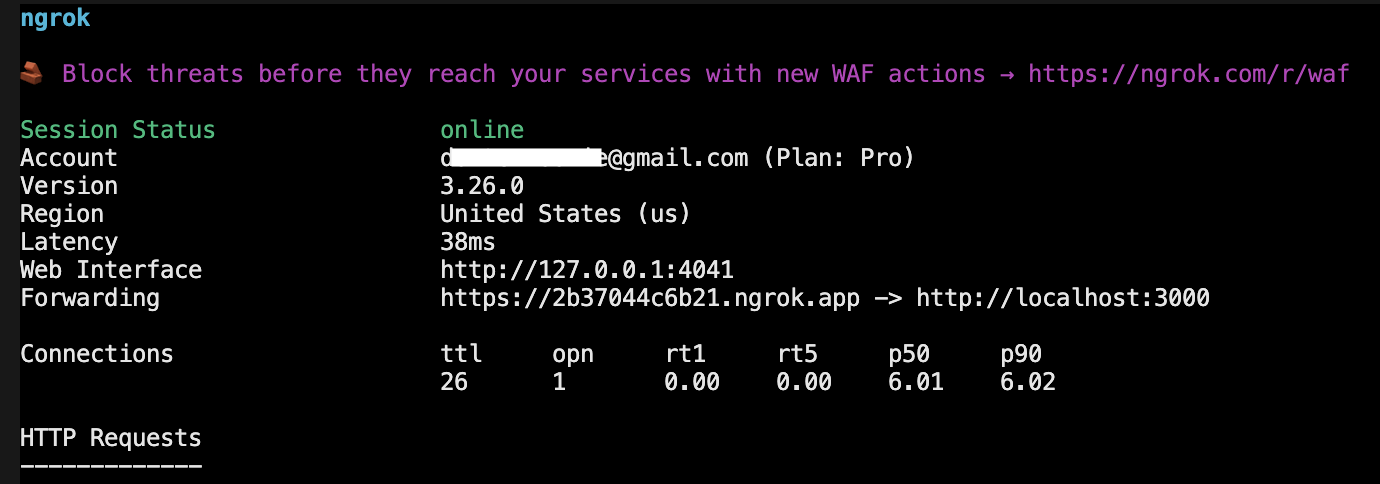 ngrok
Block threats before they reach your services with new WAF actions → https://ngrok.com/r/waf
Session Status online
Account @gmail.com (Plan: Pro)
Version 3.26.0
Region United States (us)
Latency 38ms
Web Interface http://127.0.0.1:4041
Forwarding https://2b37044c6b21.ngrok.app -> http://localhost:3000
Connections ttl opn rt1 rt5 p50 p90
26 1 0.00 0.00 6.01 6.02
HTTP Requests
-------------